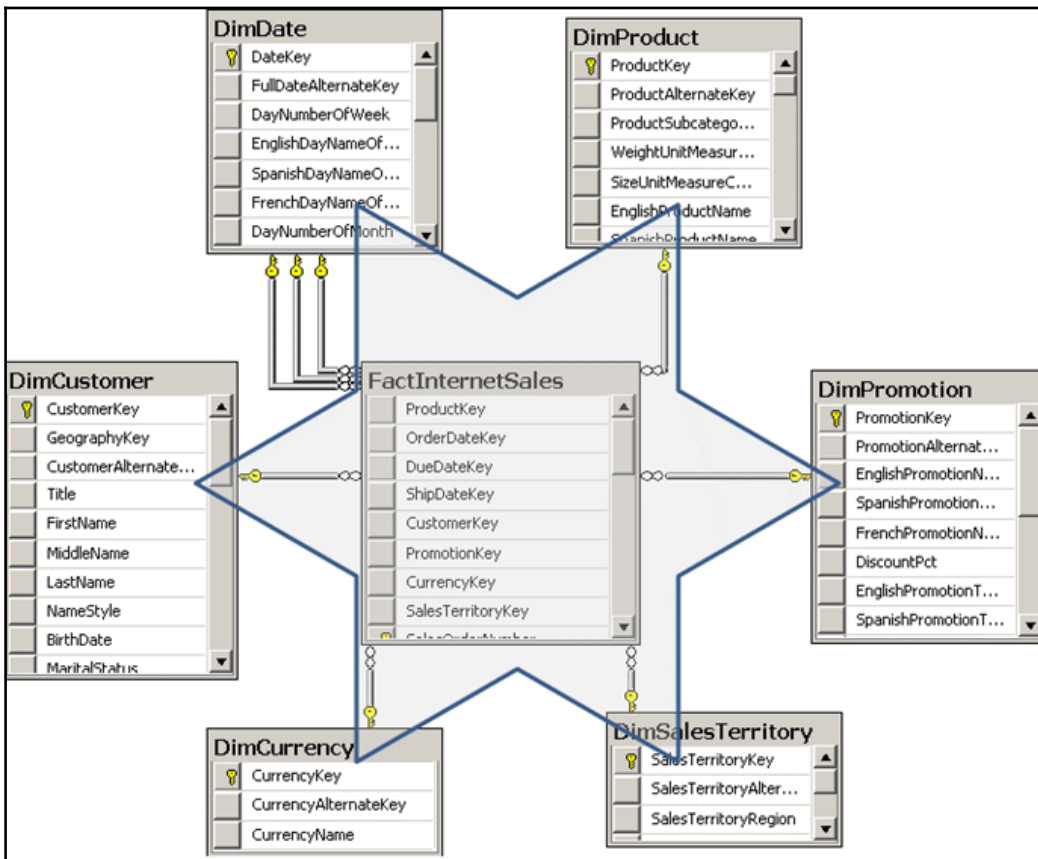 DimDate
DateKey
FullDateAlternateKey
DayNumberOfWeek
EnglishDayNameOf...
SpanishDayNameO...
FrenchDayNameOf...
DayNumberOfMonth
DimProduct
ProductKey
ProductAlternateKey
ProductSubcatego...
WeightUnitMeasur...
SizeUnitMeasureC...
EnglishProductName
SpanishProductName
DimCustomer
CustomerKey
GeographyKey
CustomerAlternate...
Title
FirstName
MiddleName
LastName
NameStyle
BirthDate
MaritalStatus
FactInternetSales
ProductKey
OrderDateKey
DueDateKey
ShipDateKey
CustomerKey
PromotionKey
CurrencyKey
SalesTerritoryKey
SalesOrderNumber
DimPromotion
PromotionKey
PromotionAlternat...
EnglishPromotionN...
SpanishPromotion...
FrenchPromotionN...
DiscountPct
EnglishPromotionT...
SpanishPromotionT...
DimCurrency
CurrencyKey
CurrencyAlternateKey
CurrencyName
DimSalesTerritory
SalesTerritoryKey
SalesTerritoryAlter...
SalesTerritoryRegion